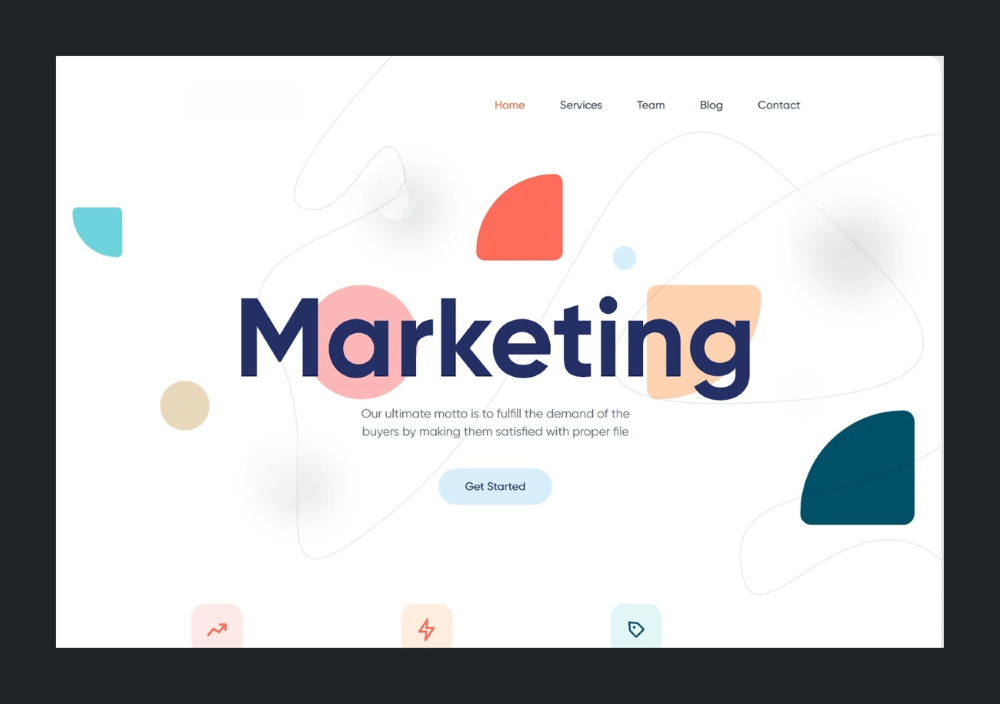 Home Services Team Blog Contact
Marketing
Our ultimate motto is to fulfill the demand of the
buyers by making them satisfied with proper file
Get Started